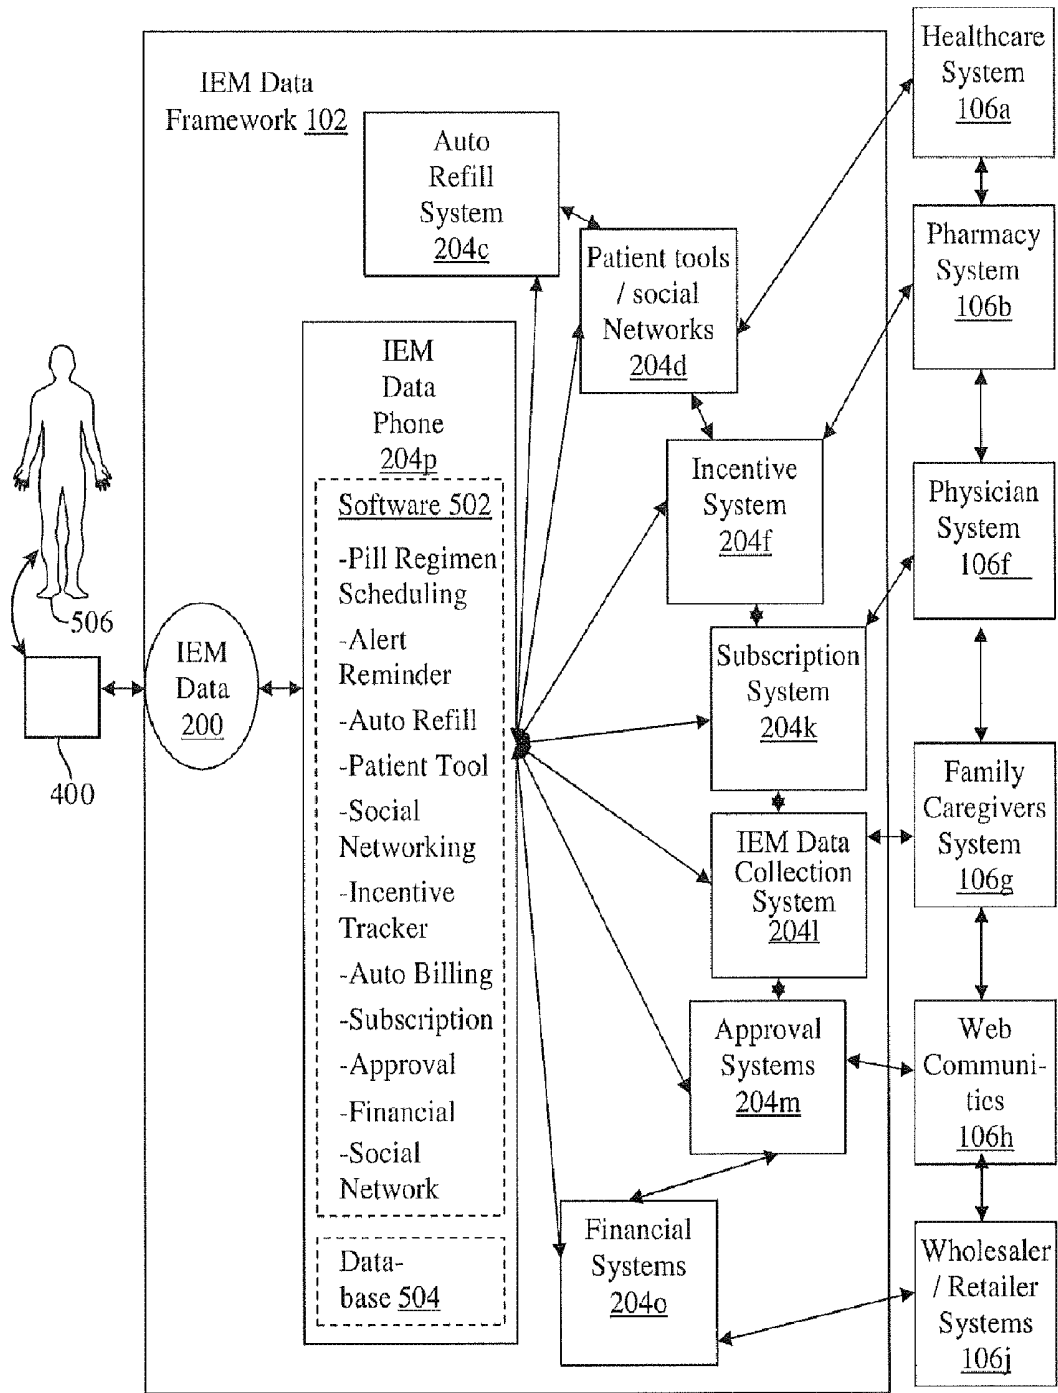 IEM Data
Framework 102
Auto
Refill
System
204c
Patient tools
/ social
Networks
204d
IEM
Data
Phone
204p
Software 502
-Pill Regimen
Scheduling
-Alert
Reminder
-Auto Refill
-Patient Tool
-Social
Networking
-Incentive
Tracker
-Auto Billing
-Subscription
-Approval
-Financial
-Social
Network
Data-
base 504
506
400
IEM
Data
200
Incentive
System
204f
Subscription
System
204k
IEM Data
Collection
System
204l
Approval
Systems
204m
Financial
Systems
204o
Healthcare
System
106a
Pharmacy
System
106b
Physician
System
106f
Family
Caregivers
System
106g
Web
Communi-
tics
106h
Wholesaler
/ Retailer
Systems
106j